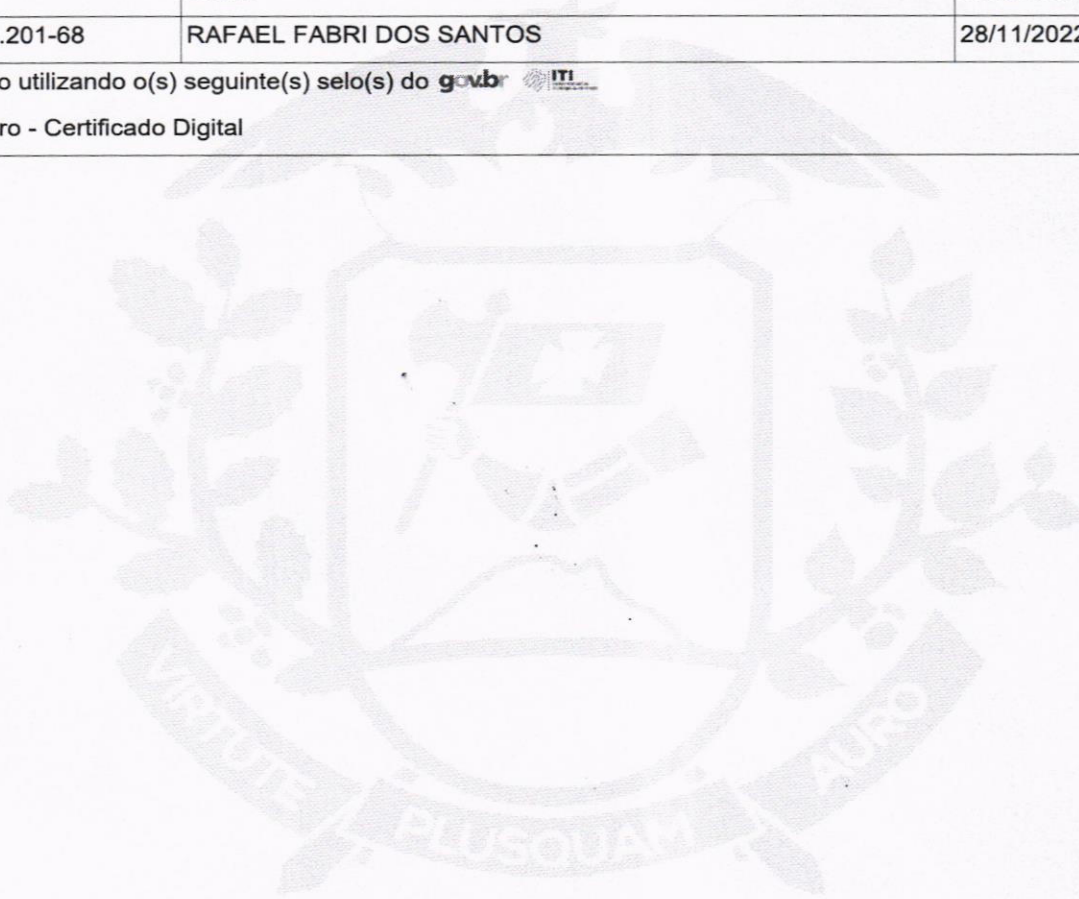 .201-68 RAFAEL FABRI DOS SANTOS 28/11/2022
o utilizando o(s) seguinte(s) selo(s) do gov.br ITI
ro - Certificado Digital
VIRTUTE PLUSQUAM AURO